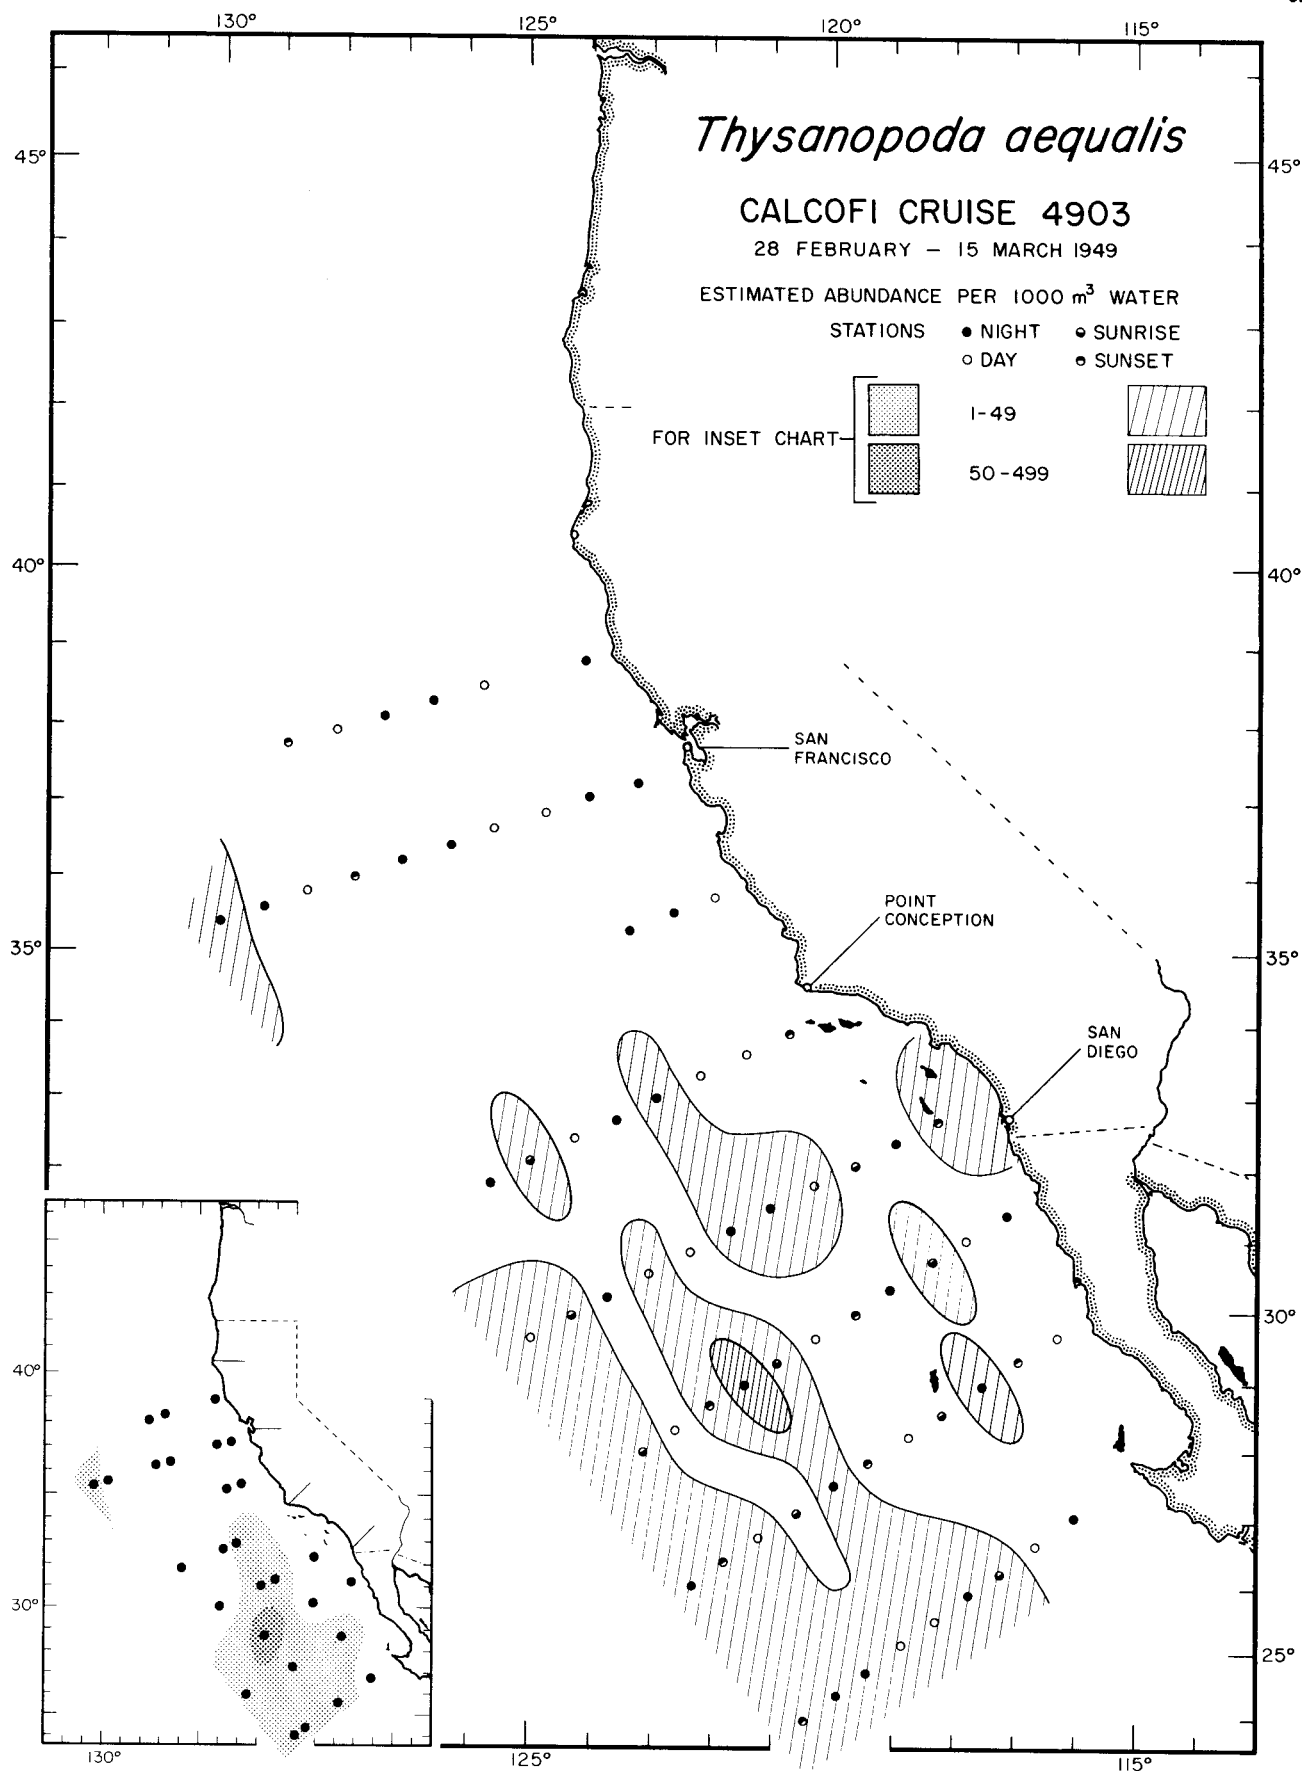 130°
125°
120°
115°
Thysanopoda aequalis
45°
45°
CALCOFI CRUISE 4903
28 FEBRUARY – 15 MARCH 1949
ESTIMATED ABUNDANCE PER 1000 m³ WATER
STATIONS ● NIGHT SUNRISE
○ DAY SUNSET
1-49
FOR INSET CHART
50-499
40°
40°
SAN
FRANCISCO
POINT
CONCEPTION
35°
35°
SAN
DIEGO
30°
40°
30°
25°
130°
125°
115°